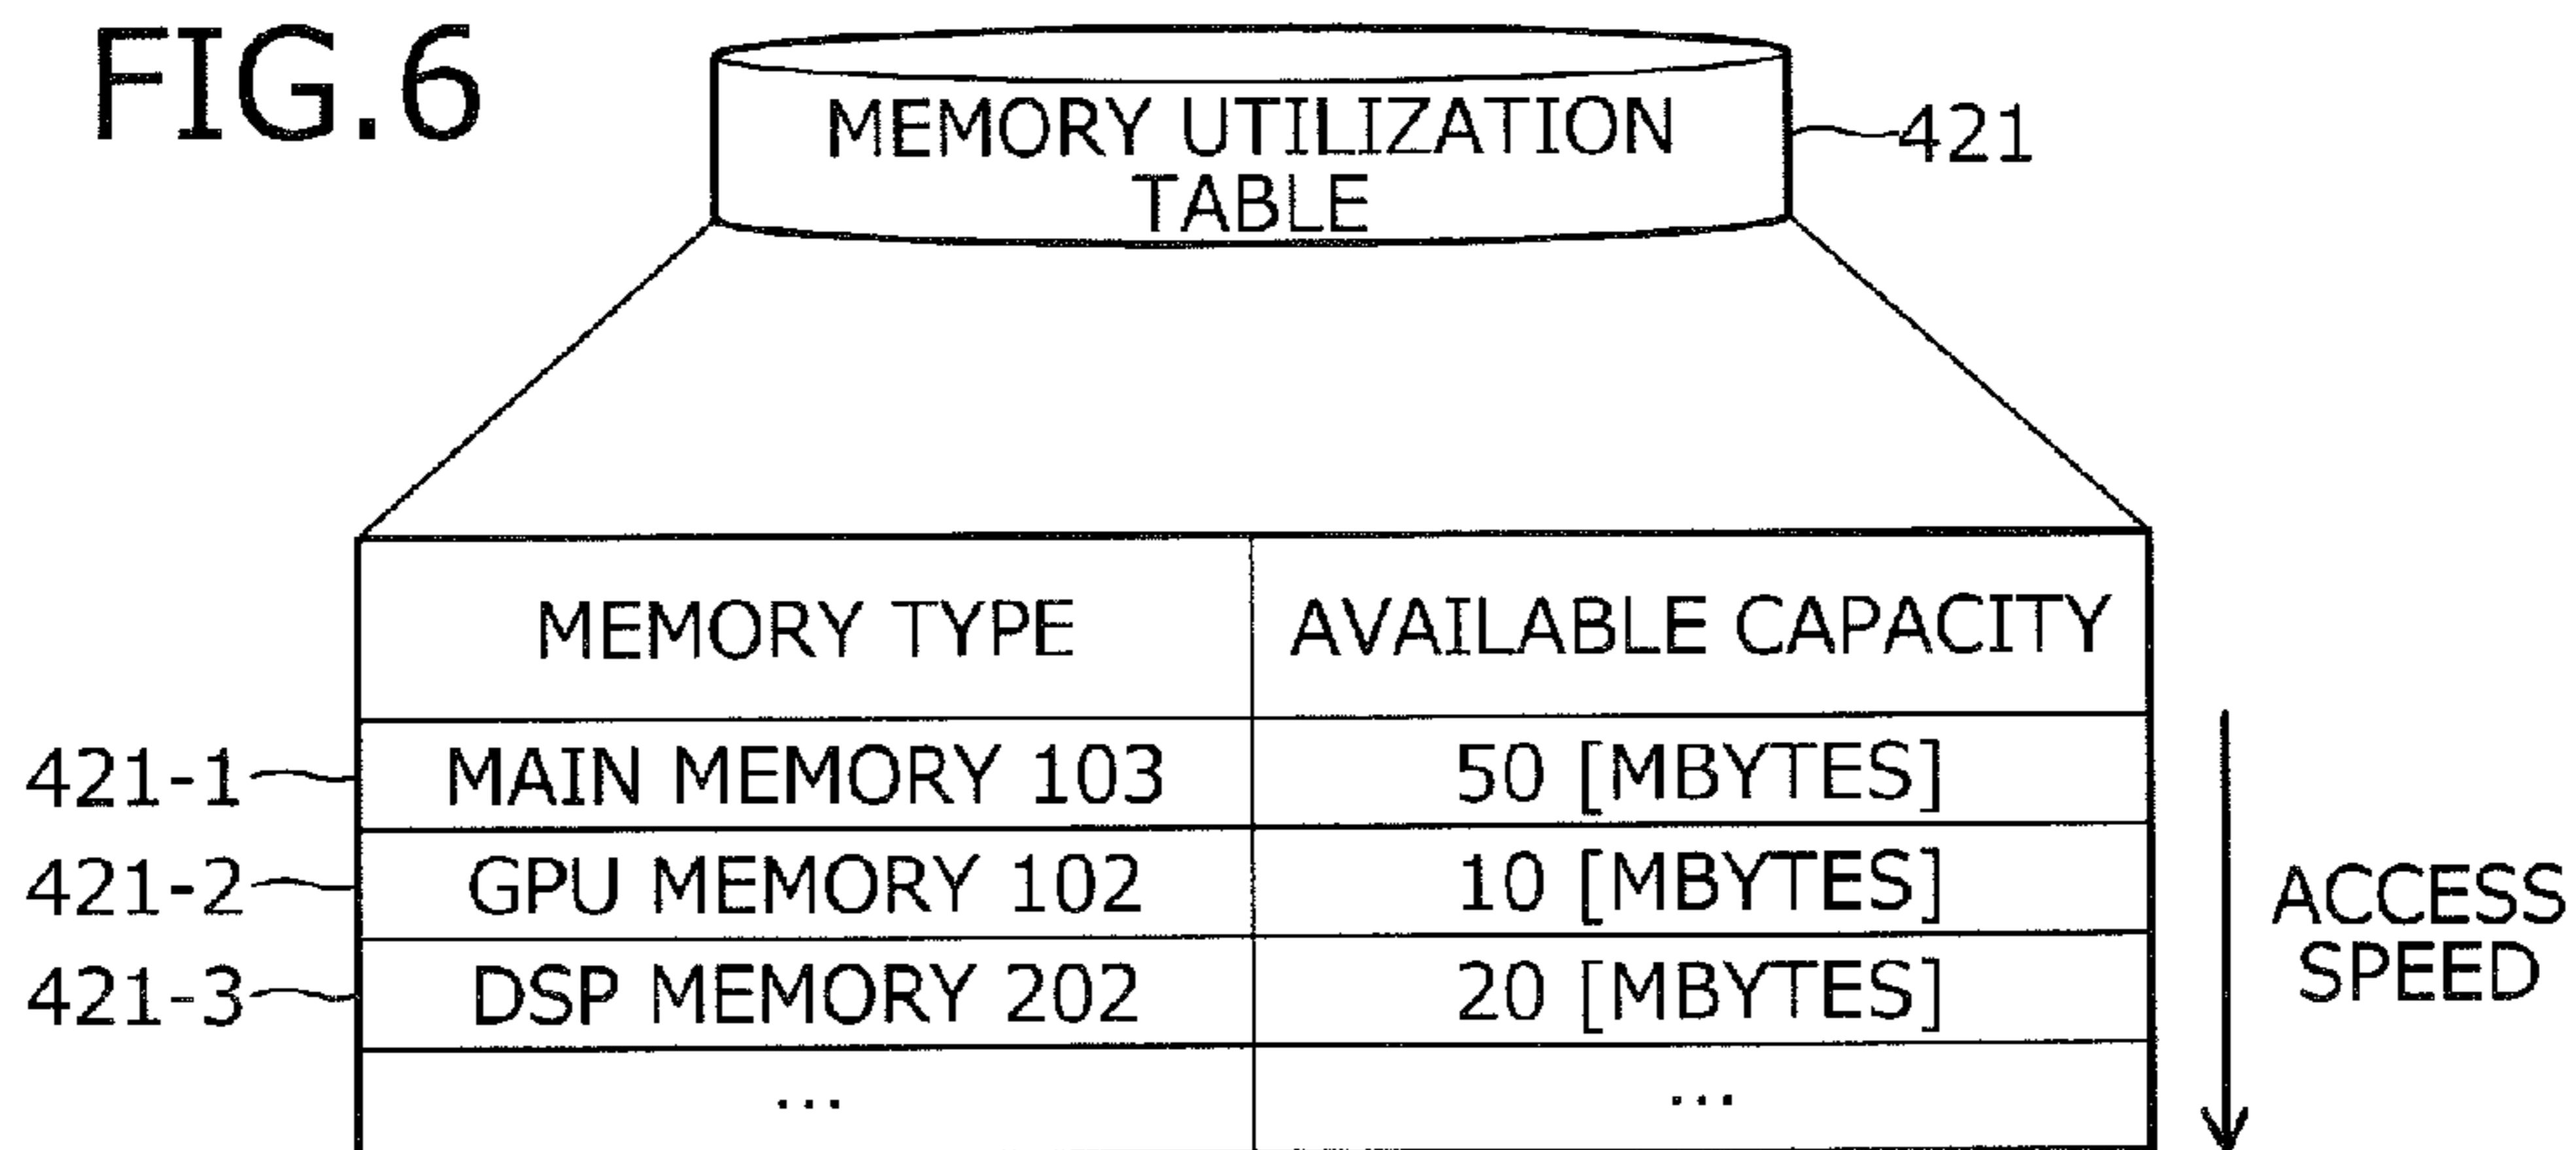 FIG.6
MEMORY UTILIZATION
TABLE
421
MEMORY TYPE AVAILABLE CAPACITY
421-1 MAIN MEMORY 103 50 [MBYTES]
421-2 GPU MEMORY 102 10 [MBYTES]
421-3 DSP MEMORY 202 20 [MBYTES]
... ...
ACCESS
SPEED